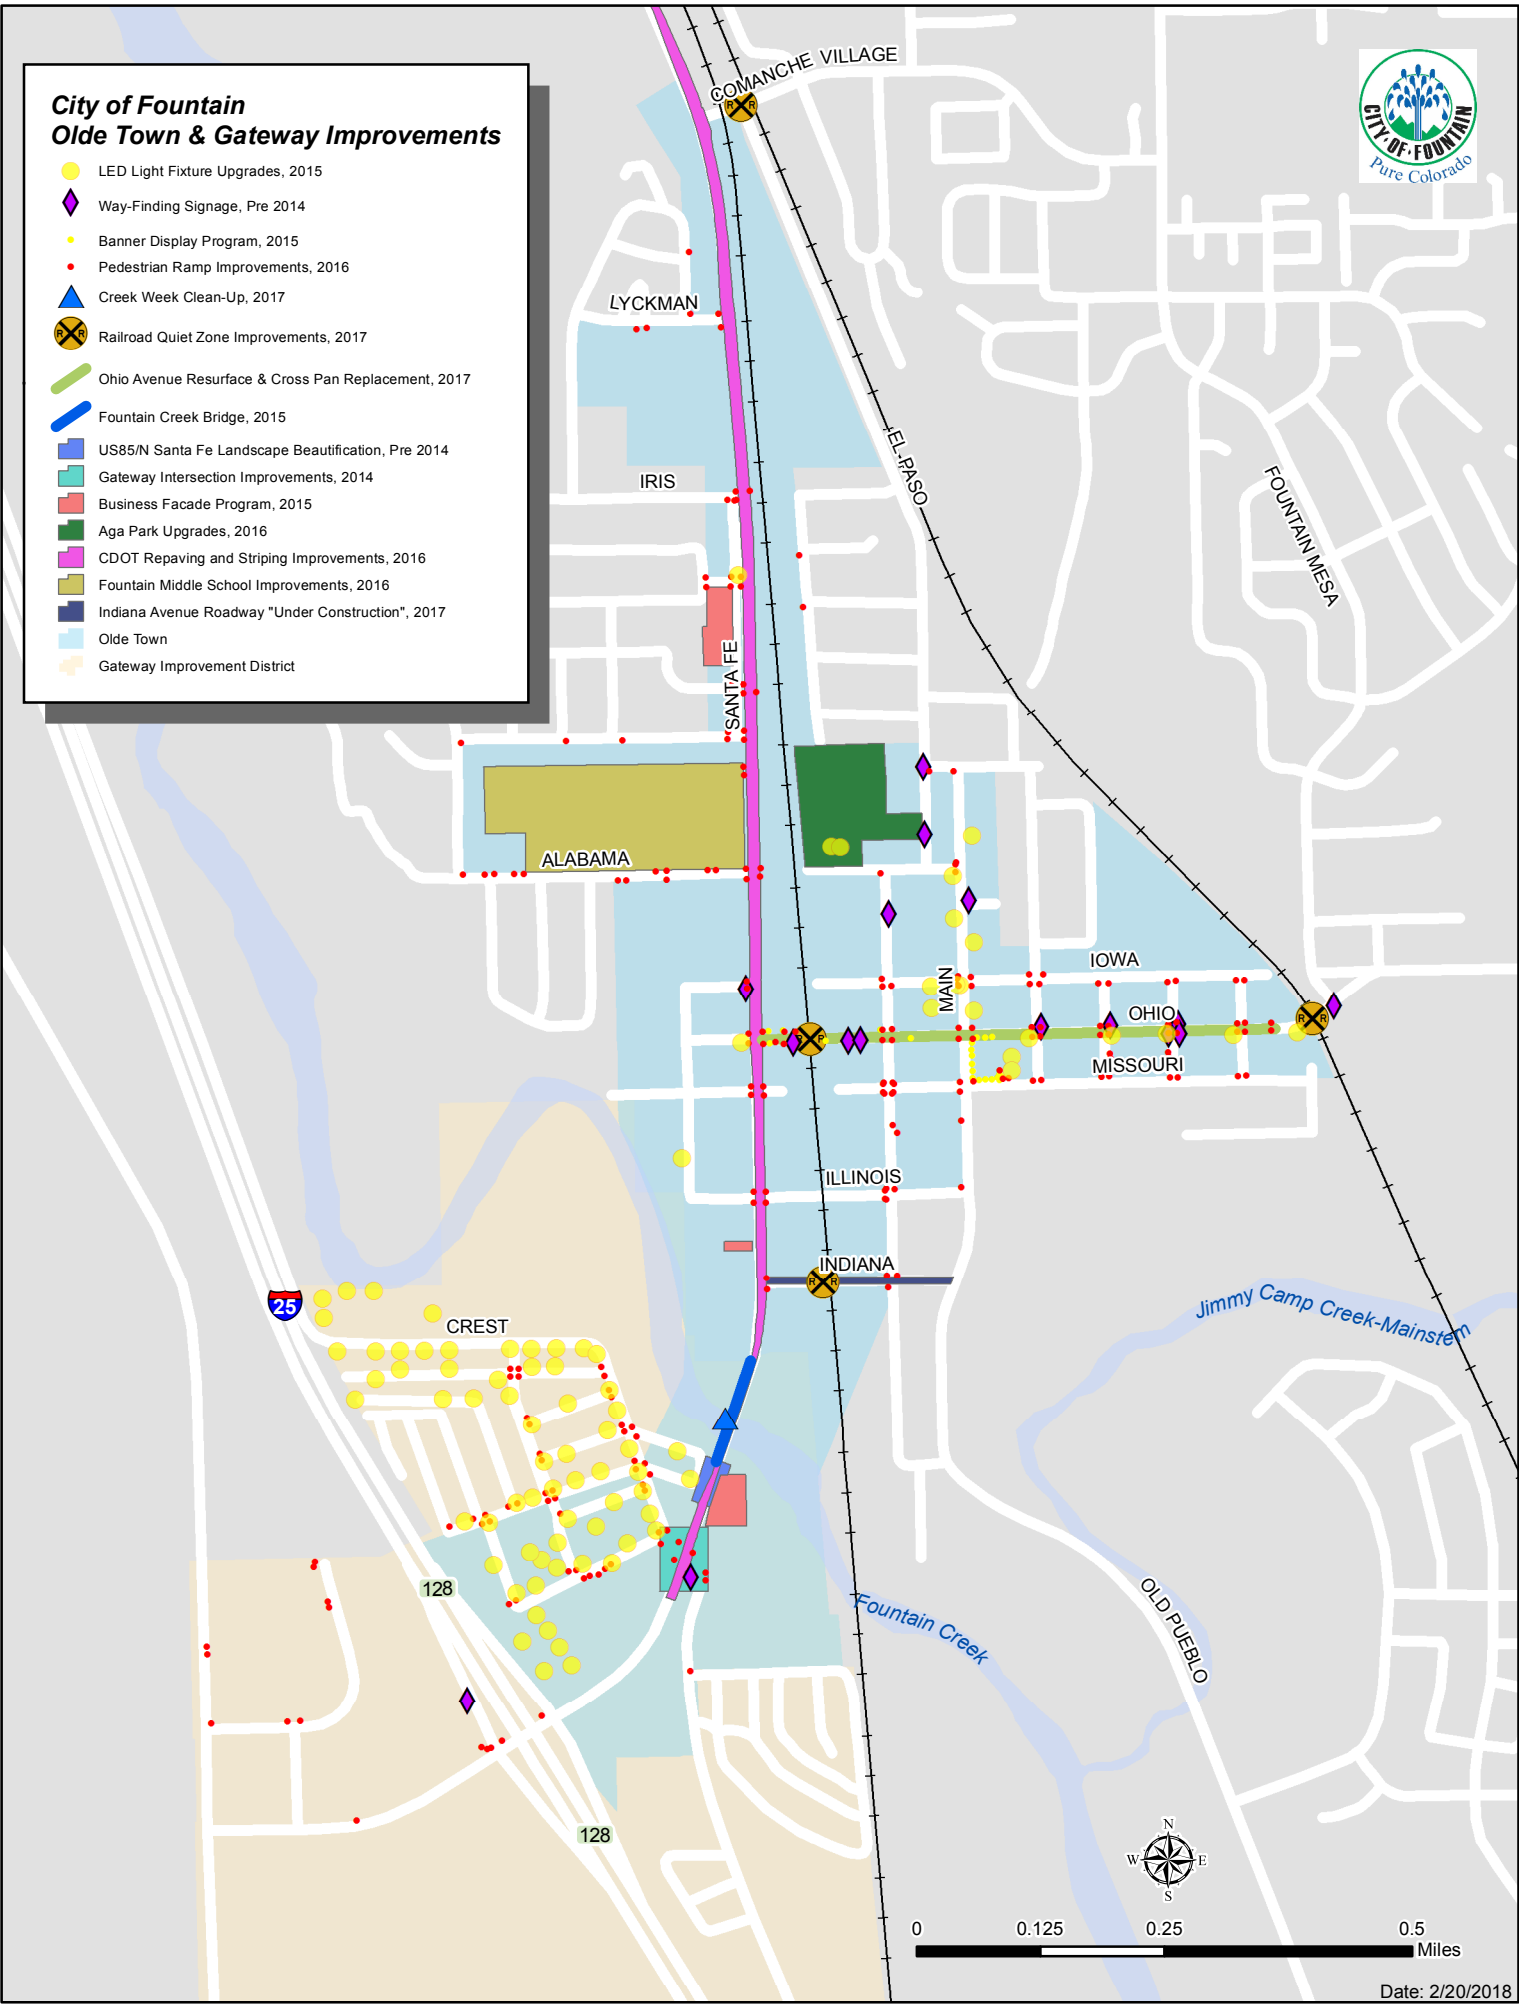 City of Fountain
Olde Town & Gateway Improvements
LED Light Fixture Upgrades, 2015
Way-Finding Signage, Pre 2014
Banner Display Program, 2015
Pedestrian Ramp Improvements, 2016
Creek Week Clean-Up, 2017
R R
Railroad Quiet Zone Improvements, 2017
Ohio Avenue Resurface & Cross Pan Replacement, 2017
Fountain Creek Bridge, 2015
US85/N Santa Fe Landscape Beautification, Pre 2014
Gateway Intersection Improvements, 2014
Business Facade Program, 2015
Aga Park Upgrades, 2016
CDOT Repaving and Striping Improvements, 2016
Fountain Middle School Improvements, 2016
Indiana Avenue Roadway "Under Construction", 2017
Olde Town
Gateway Improvement District
CITY·OF·FOUNTAIN
Pure Colorado
COMANCHE VILLAGE
R R
LYCKMAN
EL PASO
IRIS
FOUNTAIN MESA
SANTA FE
ALABAMA
IOWA
MAIN
OHIO
R R
R P
MISSOURI
ILLINOIS
INDIANA
R R
25
CREST
Jimmy Camp Creek-Mainstem
128
Fountain Creek
OLD PUEBLO
128
N
W E
S
0 0.125 0.25 0.5
Miles
Date: 2/20/2018